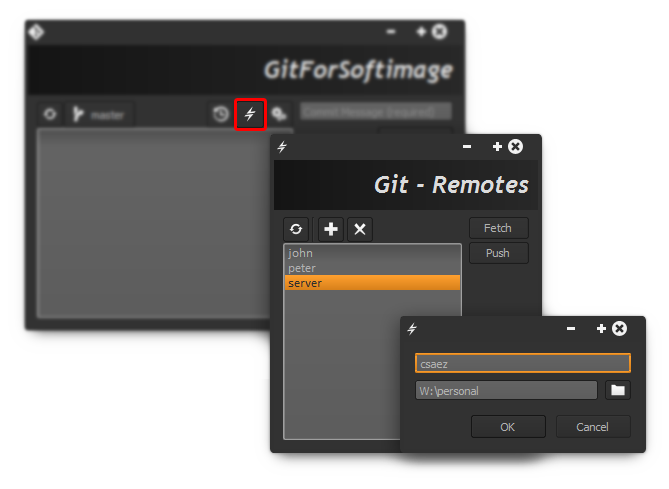 GitForSoftimage
master
Commit Message (required)
Git - Remotes
Fetch
Push
john
peter
server
csaez
W:\personal
OK
Cancel